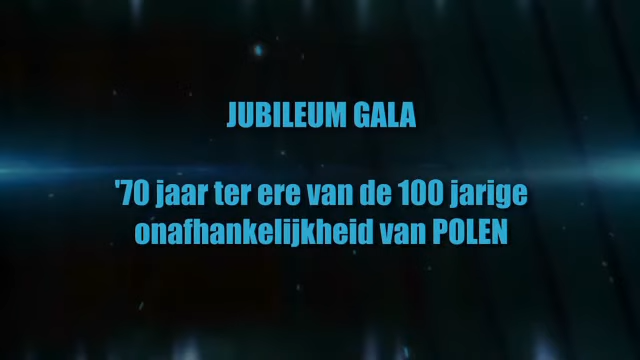 JUBILEUM GALA
'70 jaar ter ere van de 100 jarige
onafhankelijkheid van POLEN